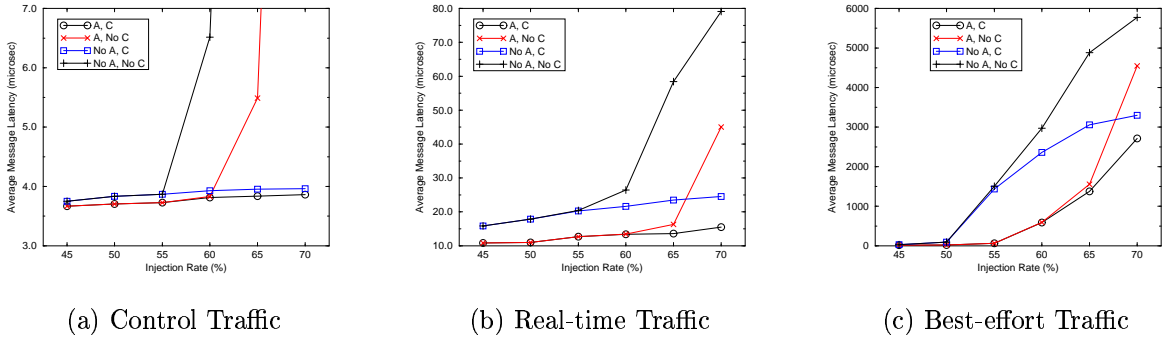 7.0
6.0
5.0
4.0
3.0
Average Message Latency (microsec)
A, C
A, No C
No A, C
No A, No C
45 50 55 60 65 70
Injection Rate (%)
(a) Control Traffic
80.0
70.0
60.0
50.0
40.0
30.0
20.0
10.0
Average Message Latency (microsec)
A, C
A, No C
No A, C
No A, No C
45 50 55 60 65 70
Injection Rate (%)
(b) Real-time Traffic
6000
5000
4000
3000
2000
1000
0
Average Message Latency (microsec)
A, C
A, No C
No A, C
No A, No C
45 50 55 60 65 70
Injection Rate (%)
(c) Best-effort Traffic